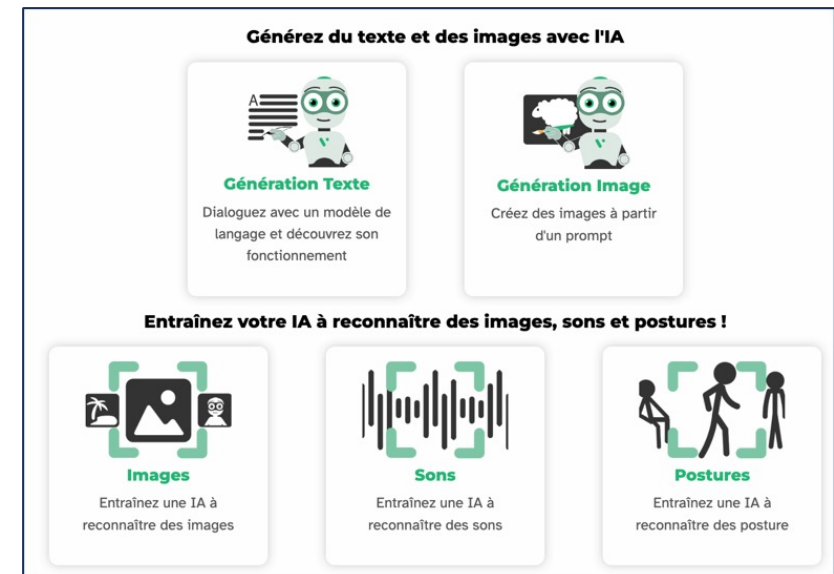 Générez du texte et des images avec l'IA
A
Génération Texte
Dialoguez avec un modèle de
langage et découvrez son
fonctionnement
Génération Image
Créez des images à partir
d'un prompt
Entraînez votre IA à reconnaître des images, sons et postures !
Images
Entraînez une IA à
reconnaître des images
Sons
Entraînez une IA à
reconnaître des sons
Postures
Entraînez une IA à
reconnaître des posture